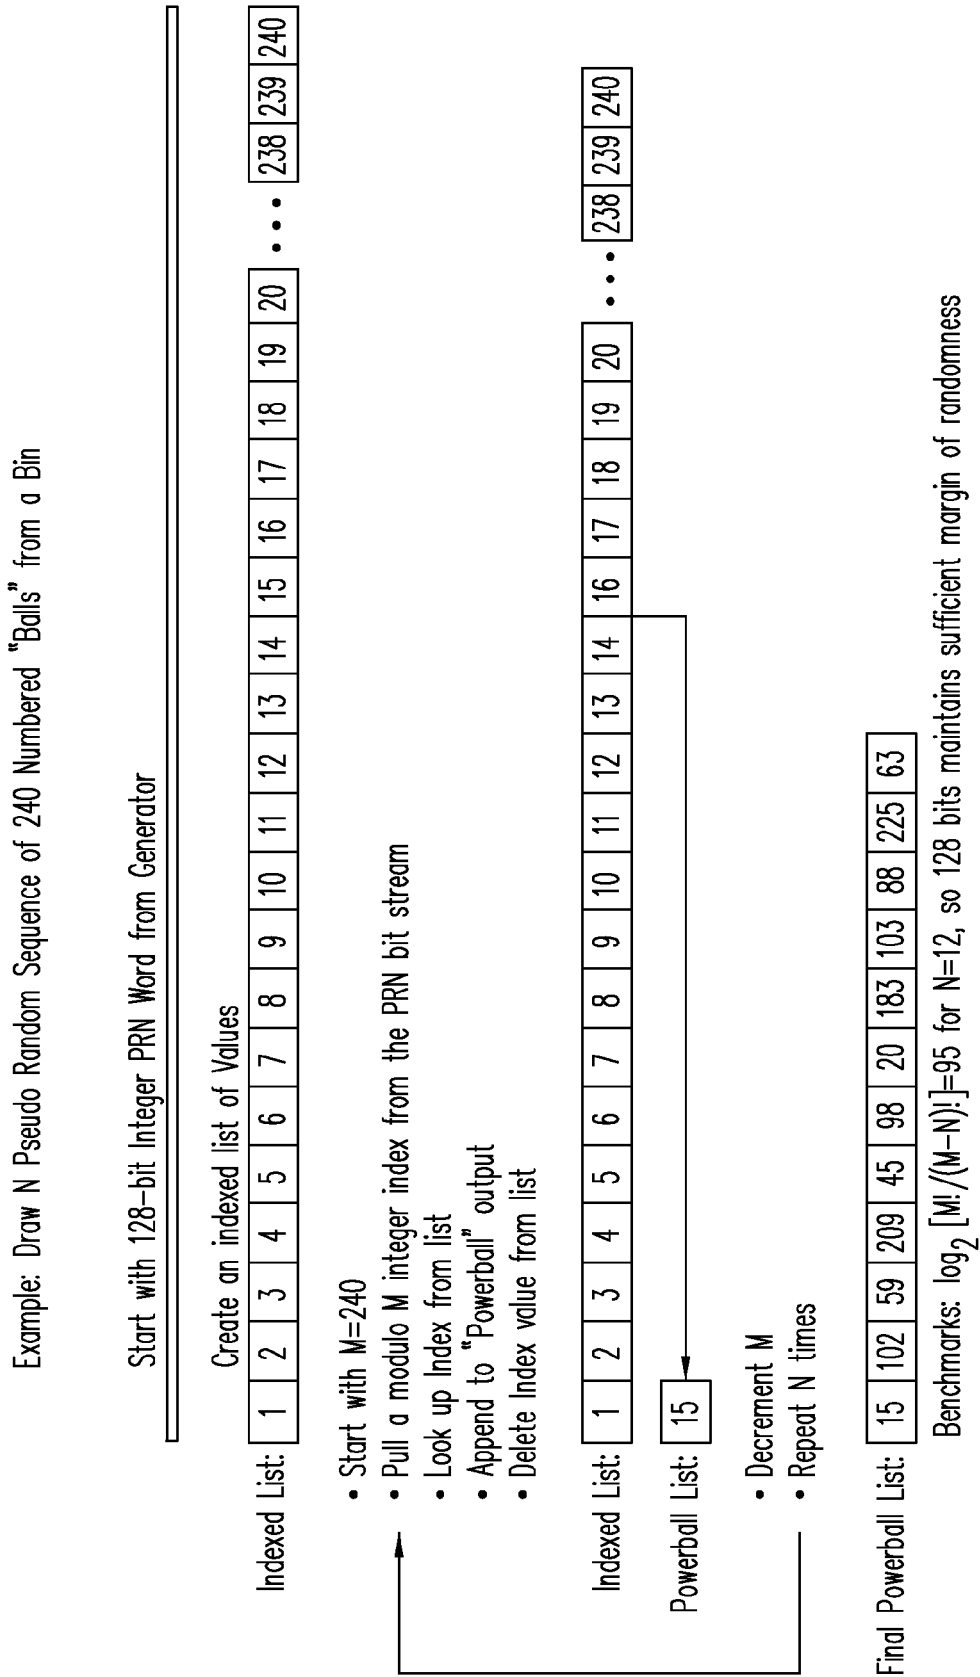 Example: Draw N Pseudo Random Sequence of 240 Numbered “Balls” from a Bin
Start with 128-bit Integer PRN Word from Generator
Create an indexed list of Values
Indexed List: 1 2 3 4 5 6 7 8 9 10 11 12 13 14 15 16 17 18 19 20 ••• 238 239 240
• Start with M=240
• Pull a modulo M integer index from the PRN bit stream
• Look up Index from list
• Append to “Powerball” output
• Delete Index value from list
Indexed List: 1 2 3 4 5 6 7 8 9 10 11 12 13 14 16 17 18 19 20 ••• 238 239 240
Powerball List: 15
• Decrement M
• Repeat N times
Final Powerball List: 15 102 59 209 45 98 20 183 103 88 225 63
Benchmarks: log2 [M!/(M-N)!]=95 for N=12, so 128 bits maintains sufficient margin of randomness